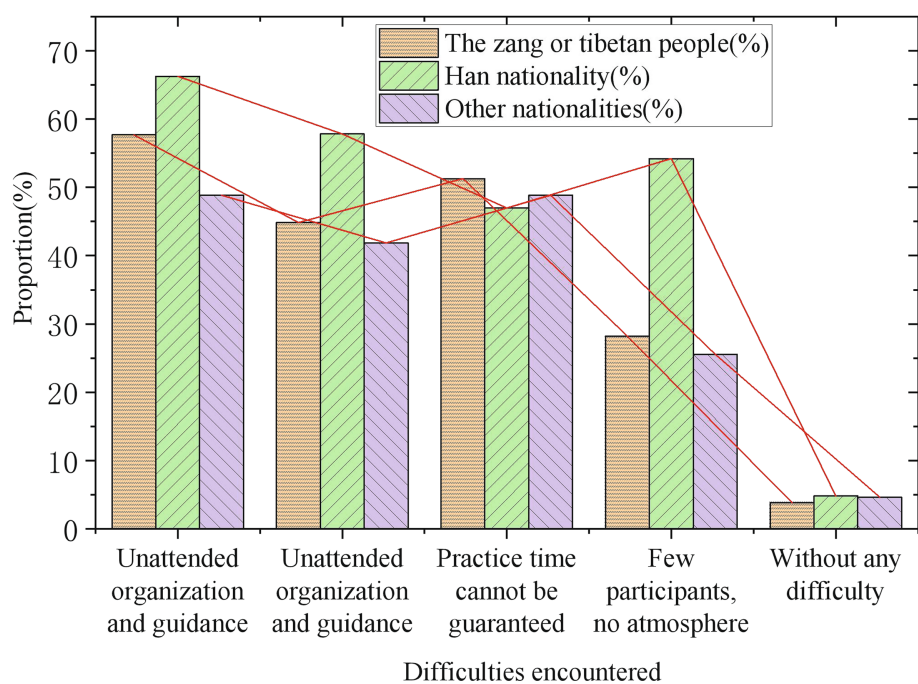 The zang or tibetan people(%)
Han nationality(%)
Other nationalities(%)
Proportion(%)
70
60
50
40
30
20
10
0
Unattended
organization
and guidance
Unattended
organization
and guidance
Practice time
cannot be
guaranteed
Few
participants,
no atmosphere
Without any
difficulty
Difficulties encountered